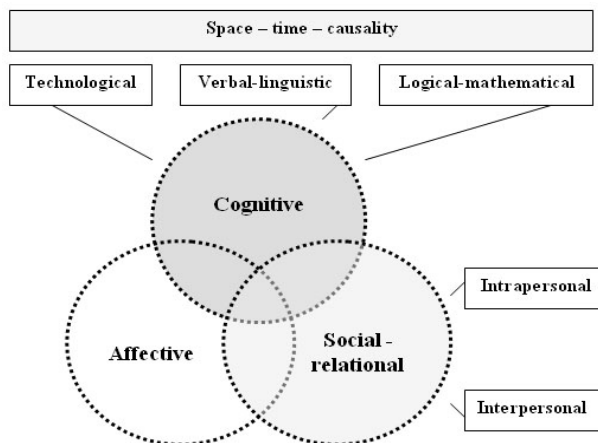 Space – time – causality
Technological
Verbal-linguistic
Logical-mathematical
Cognitive
Intrapersonal
Affective
Social -
relational
Interpersonal